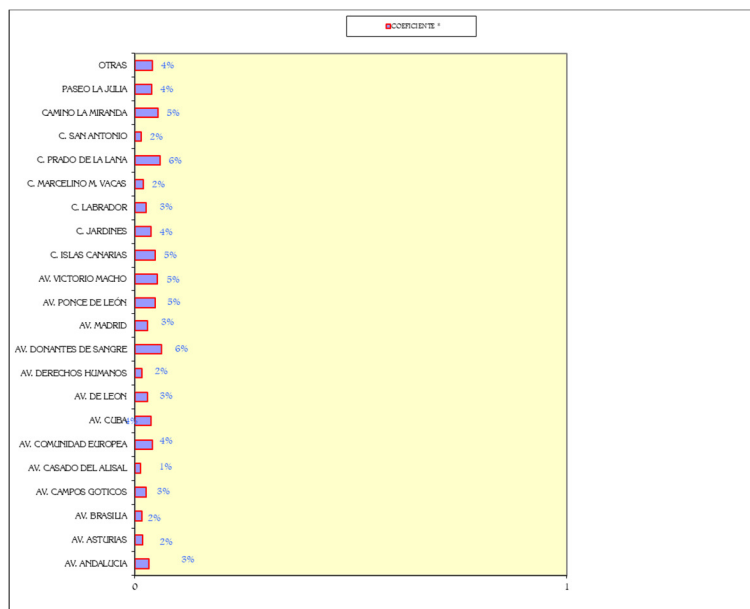 COEFICIENTE *
OTRAS 4%
PASEO LA JULIA 4%
CAMINO LA MIRANDA 5%
C. SAN ANTONIO 2%
C. PRADO DE LA LANA 6%
C. MARCELINO M. VACAS 2%
C. LABRADOR 3%
C. JARDINES 4%
C. ISLAS CANARIAS 5%
AV. VICTORIO MACHO 5%
AV. PONCE DE LEÓN 5%
AV. MADRID 3%
AV. DONANTES DE SANGRE 6%
AV. DERECHOS HUMANOS 2%
AV. DE LEON 3%
AV. CUBA
AV. COMUNIDAD EUROPEA 4%
AV. CASADO DEL ALISAL 1%
AV. CAMPOS GOTICOS 3%
AV. BRASILIA 2%
AV. ASTURIAS 2%
AV. ANDALUCIA 3%
0 1